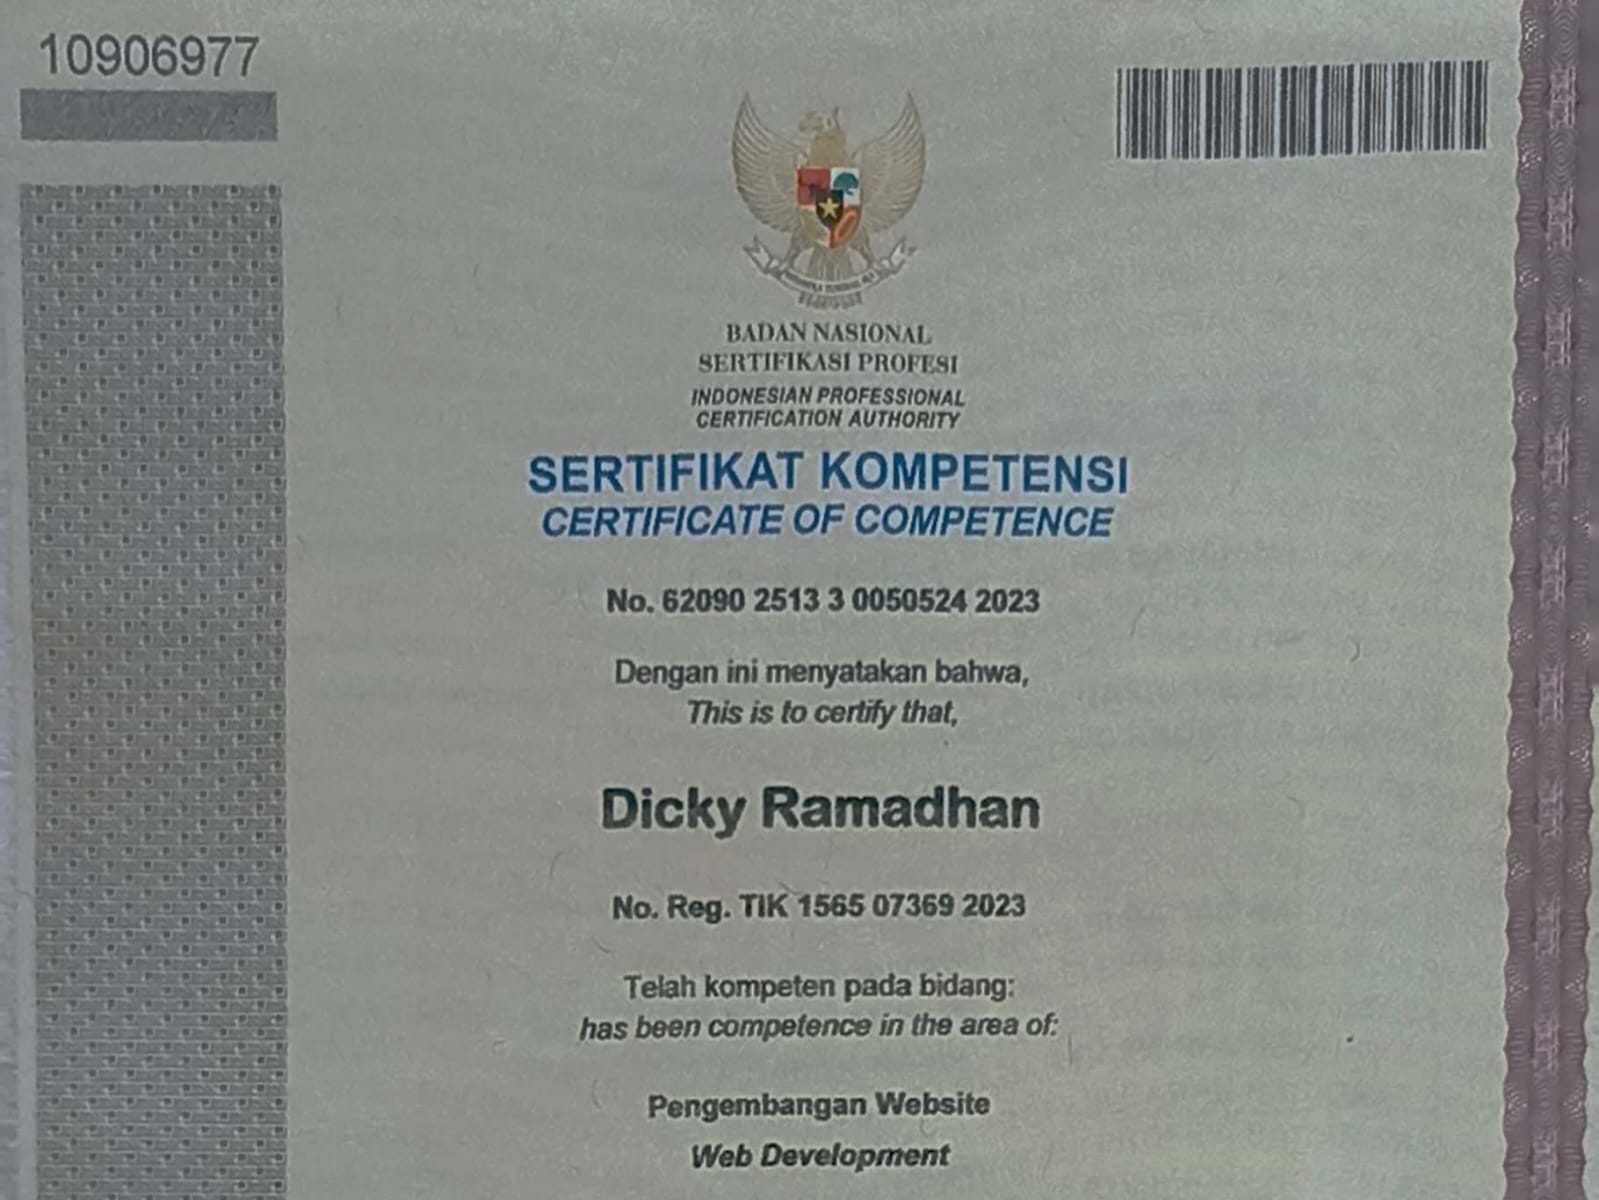 10906977
BADAN NASIONAL
SERTIFIKASI PROFESI
INDONESIAN PROFESSIONAL
CERTIFICATION AUTHORITY
SERTIFIKAT KOMPETENSI
CERTIFICATE OF COMPETENCE
No. 62090 2513 3 0050524 2023
Dengan ini menyatakan bahwa,
This is to certify that,
Dicky Ramadhan
No. Reg. TIK 1565 07369 2023
Telah kompeten pada bidang:
has been competence in the area of:
Pengembangan Website
Web Development